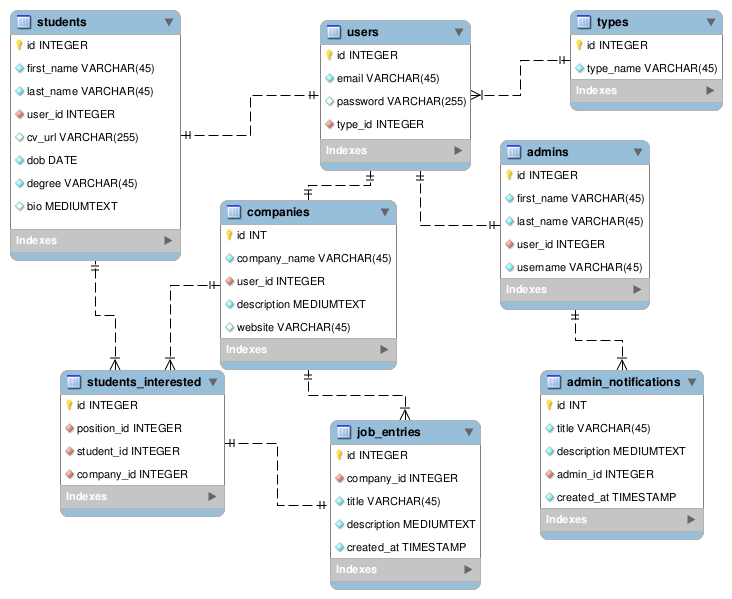 students
id INTEGER
first_name VARCHAR(45)
last_name VARCHAR(45)
user_id INTEGER
cv_url VARCHAR(255)
dob DATE
degree VARCHAR(45)
bio MEDIUMTEXT
Indexes
users
id INTEGER
email VARCHAR(45)
password VARCHAR(255)
type_id INTEGER
Indexes
types
id INTEGER
type_name VARCHAR(45)
Indexes
admins
id INTEGER
first_name VARCHAR(45)
last_name VARCHAR(45)
user_id INTEGER
username VARCHAR(45)
Indexes
companies
id INT
company_name VARCHAR(45)
user_id INTEGER
description MEDIUMTEXT
website VARCHAR(45)
Indexes
students_interested
id INTEGER
position_id INTEGER
student_id INTEGER
company_id INTEGER
Indexes
job_entries
id INTEGER
company_id INTEGER
title VARCHAR(45)
description MEDIUMTEXT
created_at TIMESTAMP
Indexes
admin_notifications
id INT
title VARCHAR(45)
description MEDIUMTEXT
admin_id INTEGER
created_at TIMESTAMP
Indexes